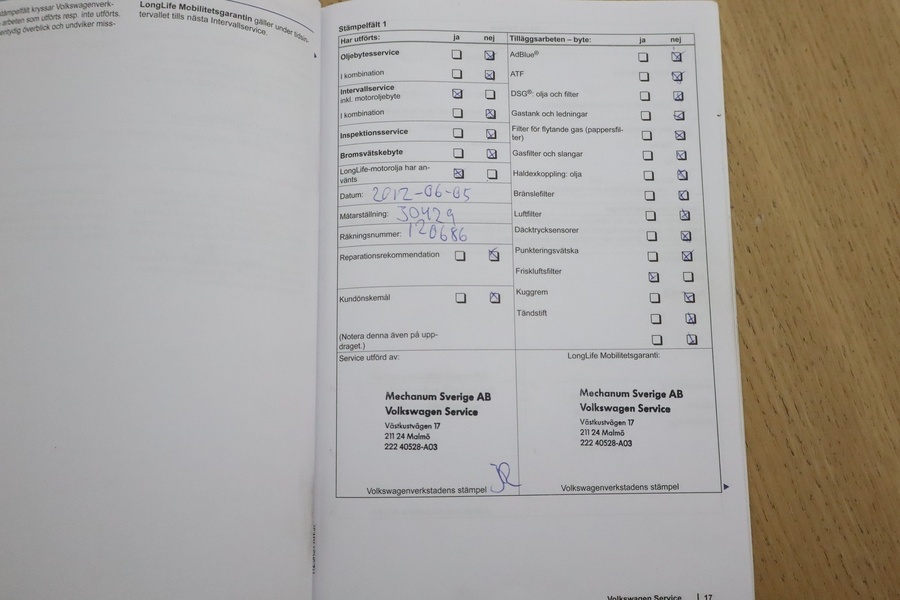 stämpelfält kryssar Volkswagenverk-
arbeten som utförts resp. inte utförts.
entydig överblick och undviker miss-
LongLife Mobilitetsgarantin gäller under tidsin-
tervallet tills nästa Intervallservice.
Stämpelfält 1
Har utförts: ja nej
Oljebytesservice
I kombination
Intervallservice
inkl. motoroljebyte
I kombination
Inspektionsservice
Bromsvätskebyte
LongLife-motorolja har an-
vänts
Datum: 2012-06-05
Mätarställning: 30429
Räkningsnummer: 120686
Reparationsrekommendation
Kundönskemål
(Notera denna även på upp-
draget.)
Tilläggsarbeten – byte: ja nej
AdBlue®
ATF
DSG®: olja och filter
Gastank och ledningar
Filter för flytande gas (pappersfil-
ter)
Gasfilter och slangar
Haldexkoppling: olja
Bränslefilter
Luftfilter
Däcktrycksensorer
Punkteringsvätska
Friskluftsfilter
Kuggrem
Tändstift
Service utförd av:
Mechanum Sverige AB
Volkswagen Service
Västkustvägen 17
211 24 Malmö
222 40528-A03
Volkswagenverkstadens stämpel
LongLife Mobilitetsgaranti:
Mechanum Sverige AB
Volkswagen Service
Västkustvägen 17
211 24 Malmö
222 40528-A03
Volkswagenverkstadens stämpel
Volkswagen Service | 17